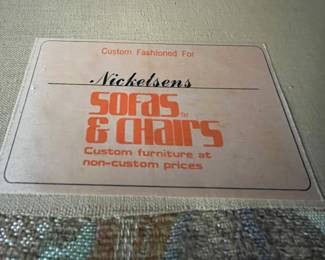 Custom Fashioned For
Nickelsens
SOFAS
& CHAIRS
Custom furniture at
non-custom prices